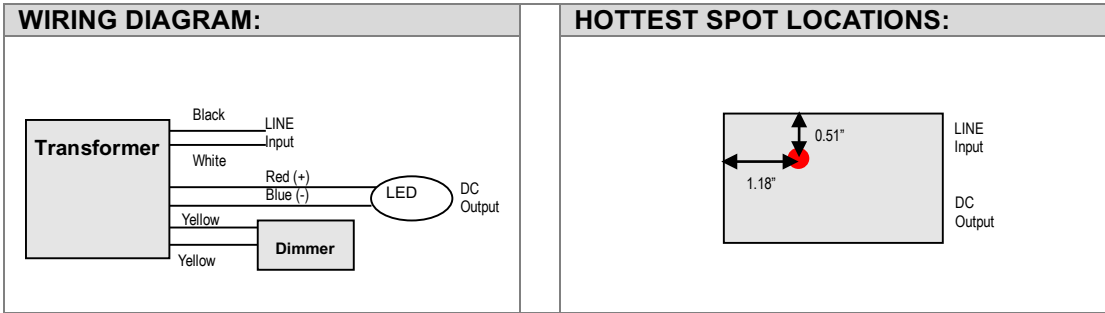 WIRING DIAGRAM:
Transformer
Black
LINE
Input
White
Red (+)
Blue (-)
LED
DC
Output
Yellow
Dimmer
Yellow
HOTTEST SPOT LOCATIONS:
0.51”
1.18”
LINE
Input
DC
Output